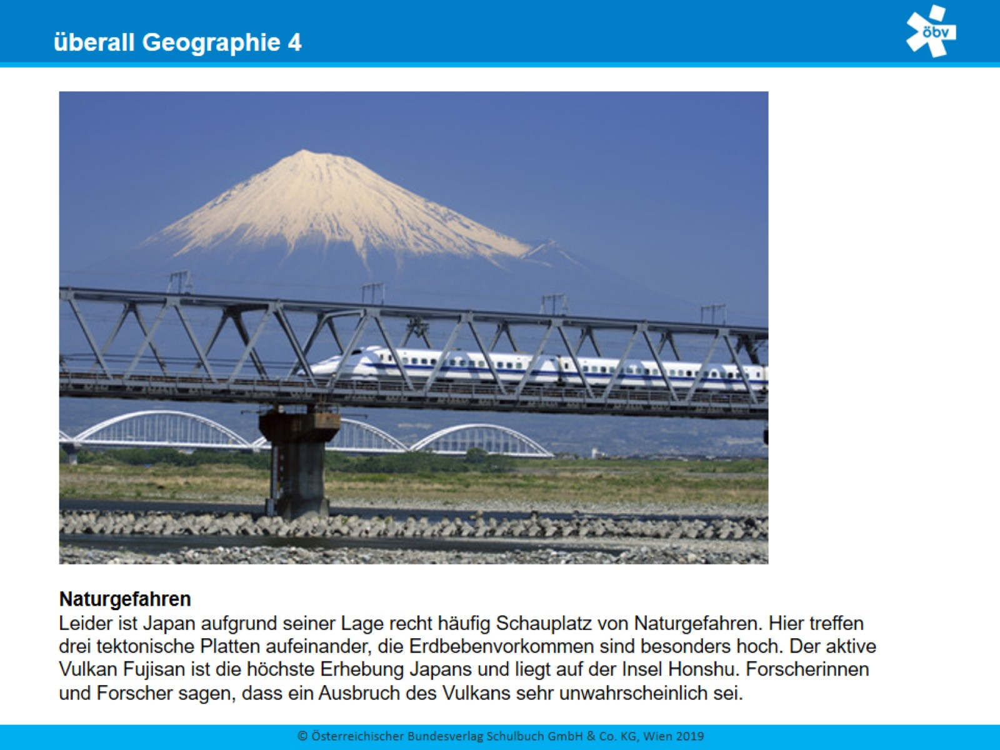 überall Geographie 4
öbv
Naturgefahren
Leider ist Japan aufgrund seiner Lage recht häufig Schauplatz von Naturgefahren. Hier treffen
drei tektonische Platten aufeinander, die Erdbebenvorkommen sind besonders hoch. Der aktive
Vulkan Fujisan ist die höchste Erhebung Japans und liegt auf der Insel Honshu. Forscherinnen
und Forscher sagen, dass ein Ausbruch des Vulkans sehr unwahrscheinlich sei.
© Österreichischer Bundesverlag Schulbuch GmbH & Co. KG, Wien 2019